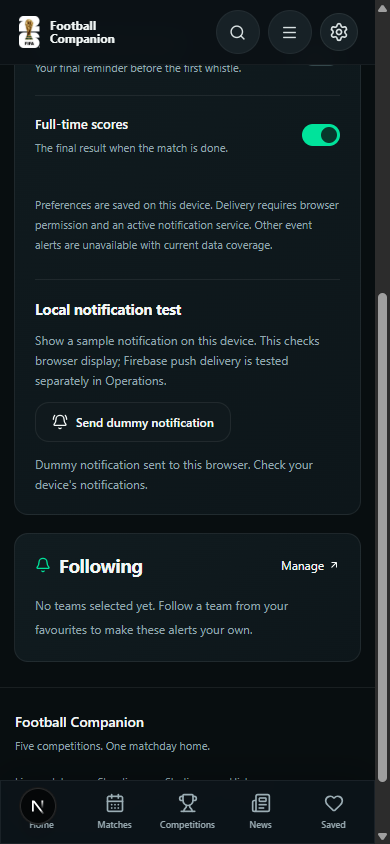 Football
Companion
FIFA
Your final reminder before the first whistle.
Full-time scores
The final result when the match is done.
Preferences are saved on this device. Delivery requires browser
permission and an active notification service. Other event
alerts are unavailable with current data coverage.
Local notification test
Show a sample notification on this device. This checks
browser display; Firebase push delivery is tested
separately in Operations.
Send dummy notification
Dummy notification sent to this browser. Check your
device's notifications.
Following
Manage
No teams selected yet. Follow a team from your
favourites to make these alerts your own.
Football Companion
Five competitions. One matchday home.
N
Home
Matches
Competitions
News
Saved